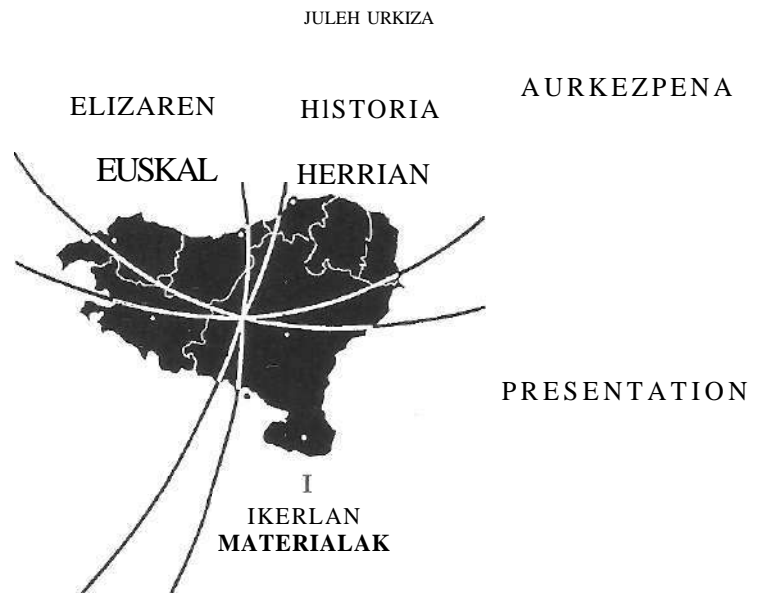 JULEH URKIZA
ELIZAREN HISTORIA
EUSKAL HERRIAN
I
IKERLAN
MATERIALAK
AURKEZPENA
PRESENTATION